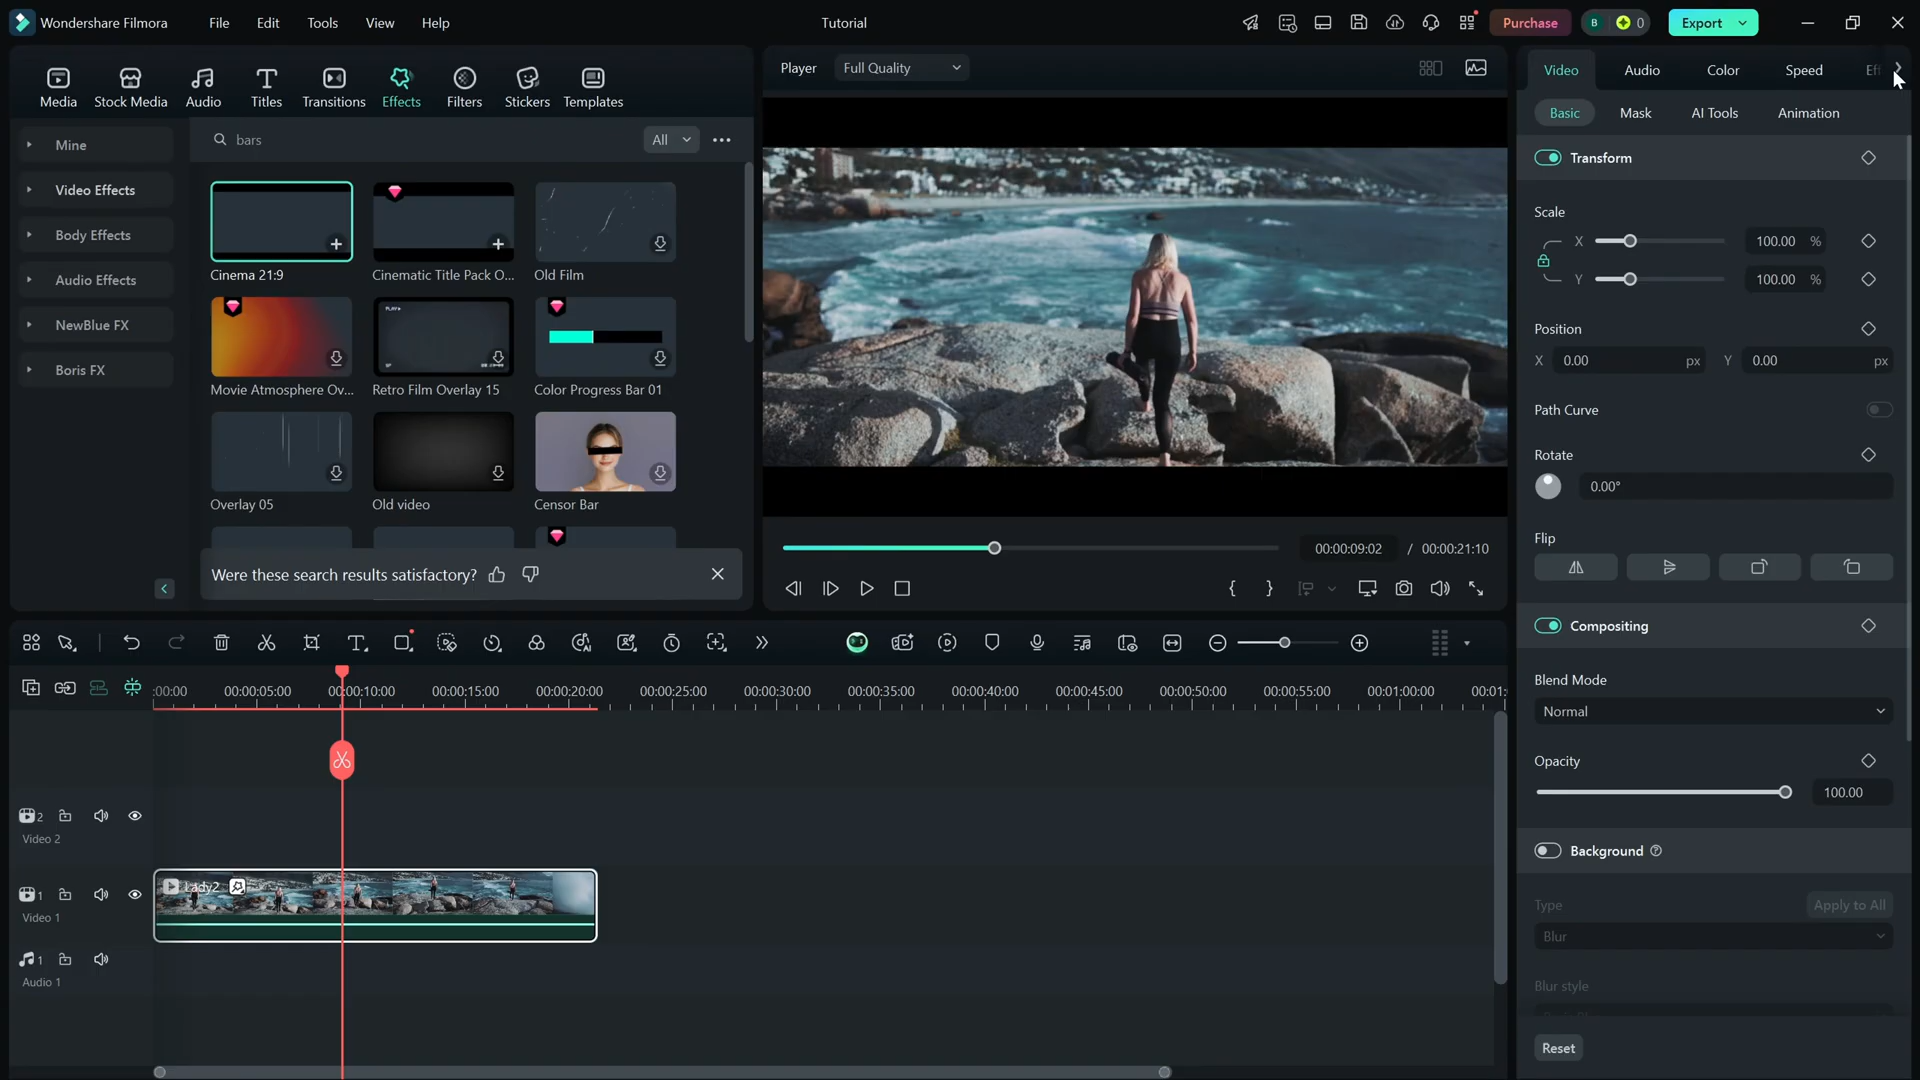 Wondershare Filmora
File
Edit
Tools
View
Help
Tutorial
Purchase
B
0
Export
Media
Stock Media
Audio
Titles
Transitions
Effects
Filters
Stickers
Templates
Player
Full Quality
Video
Audio
Color
Speed
Eff
Basic
Mask
AI Tools
Animation
Mine
Video Effects
Body Effects
Audio Effects
NewBlue FX
Boris FX
bars
All
Cinema 21:9
Cinematic Title Pack O...
Old Film
Movie Atmosphere Ov...
Retro Film Overlay 15
Color Progress Bar 01
Overlay 05
Old video
Censor Bar
Were these search results satisfactory?
00:00:09:02 / 00:00:21:10
Transform
Scale
X 100.00 %
Y 100.00 %
Position
X 0.00 px Y 0.00 px
Path Curve
Rotate
0.00°
Flip
Compositing
Blend Mode
Normal
Opacity
100.00
Background
Type
Apply to All
Blur
Blur style
Reset
:00:00 00:00:05:00 00:00:10:00 00:00:15:00 00:00:20:00 00:00:25:00 00:00:30:00 00:00:35:00 00:00:40:00 00:00:45:00 00:00:50:00 00:00:55:00 00:01:00:00 00:01:
2
Video 2
1
Video 1
Lady2
1
Audio 1